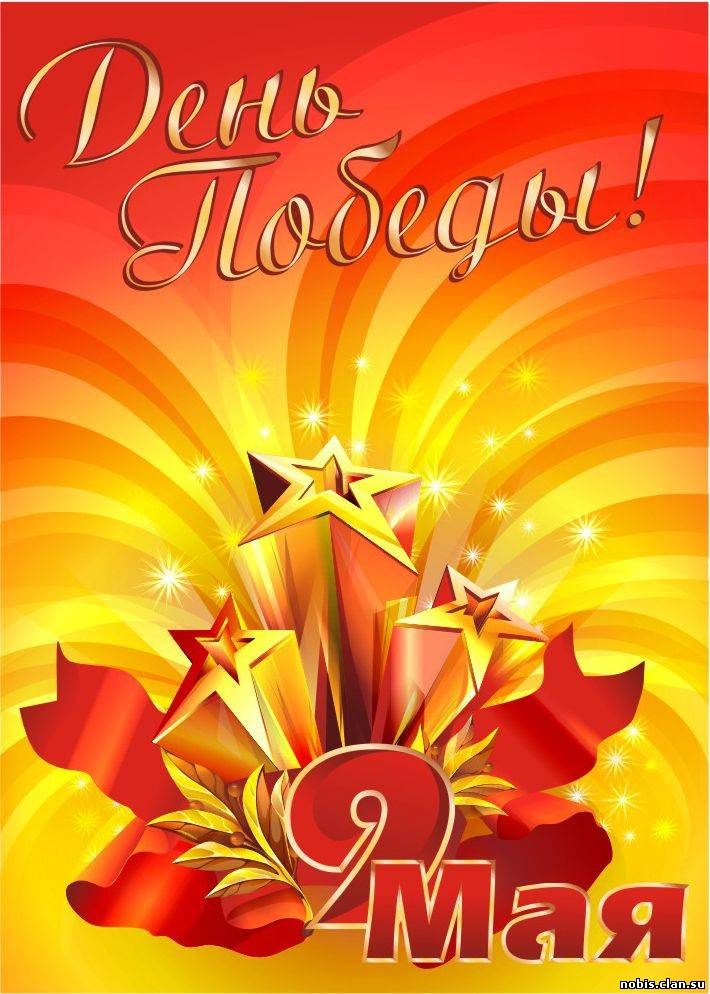 День
Победы!
9 Мая
nobis.clan.su